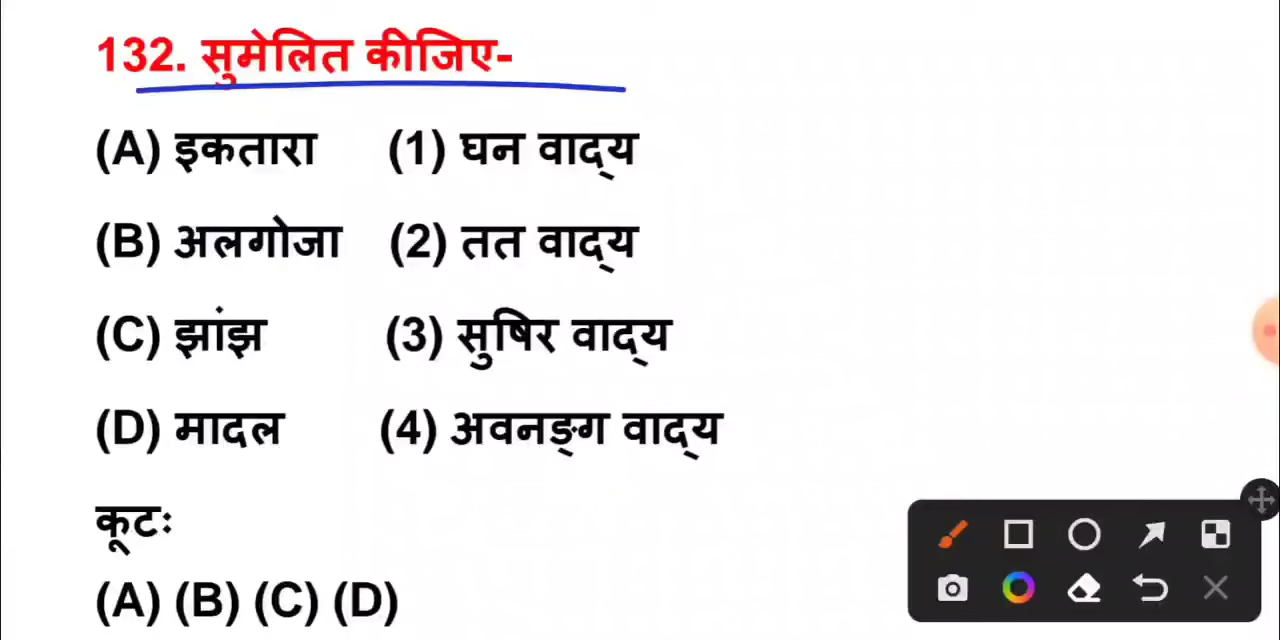 132. सुमेलित कीजिए-
(A) इकतारा (1) घन वाद्य
(B) अलगोजा (2) तत वाद्य
(C) झांझ (3) सुषिर वाद्य
(D) मादल (4) अवनङ्ग वाद्य
कूटः
(A) (B) (C) (D)